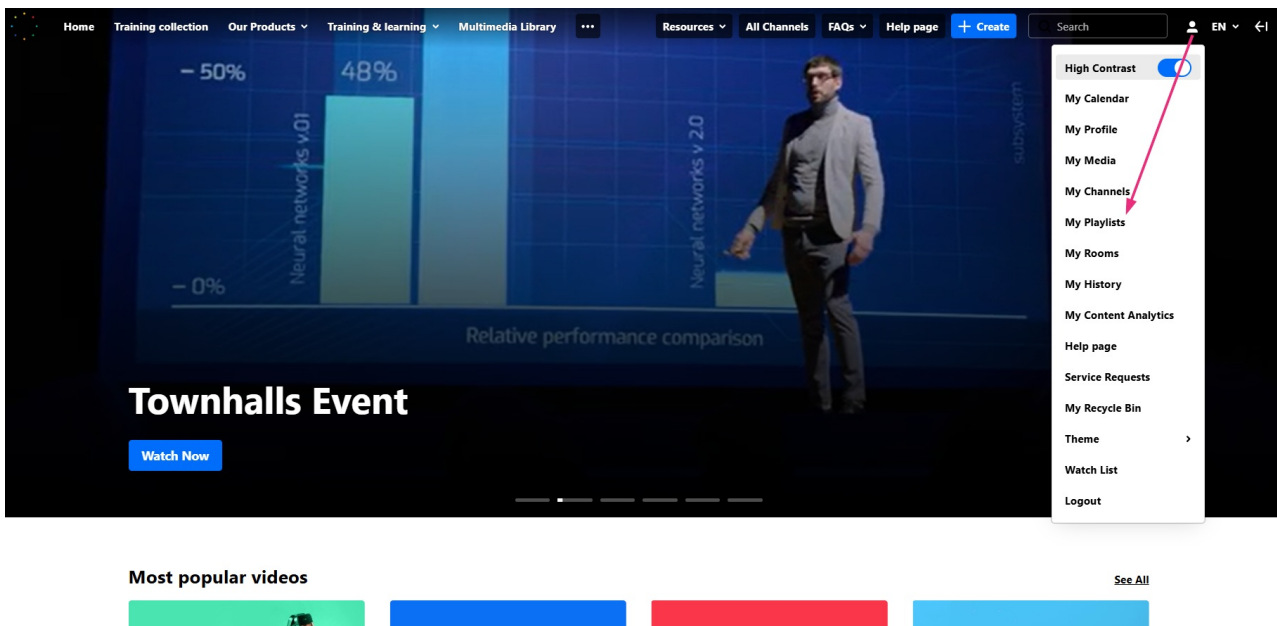 Home Training collection Our Products Training & learning Multimedia Library ••• Resources All Channels FAQs Help page + Create Search EN
High Contrast
My Calendar
My Profile
My Media
My Channels
My Playlists
My Rooms
My History
My Content Analytics
Help page
Service Requests
My Recycle Bin
Theme
Watch List
Logout
– 50%
48%
Neural networks v.01
Neural networks v 2.0
subsystem
– 0%
Relative performance comparison
Townhalls Event
Watch Now
Most popular videos
See All